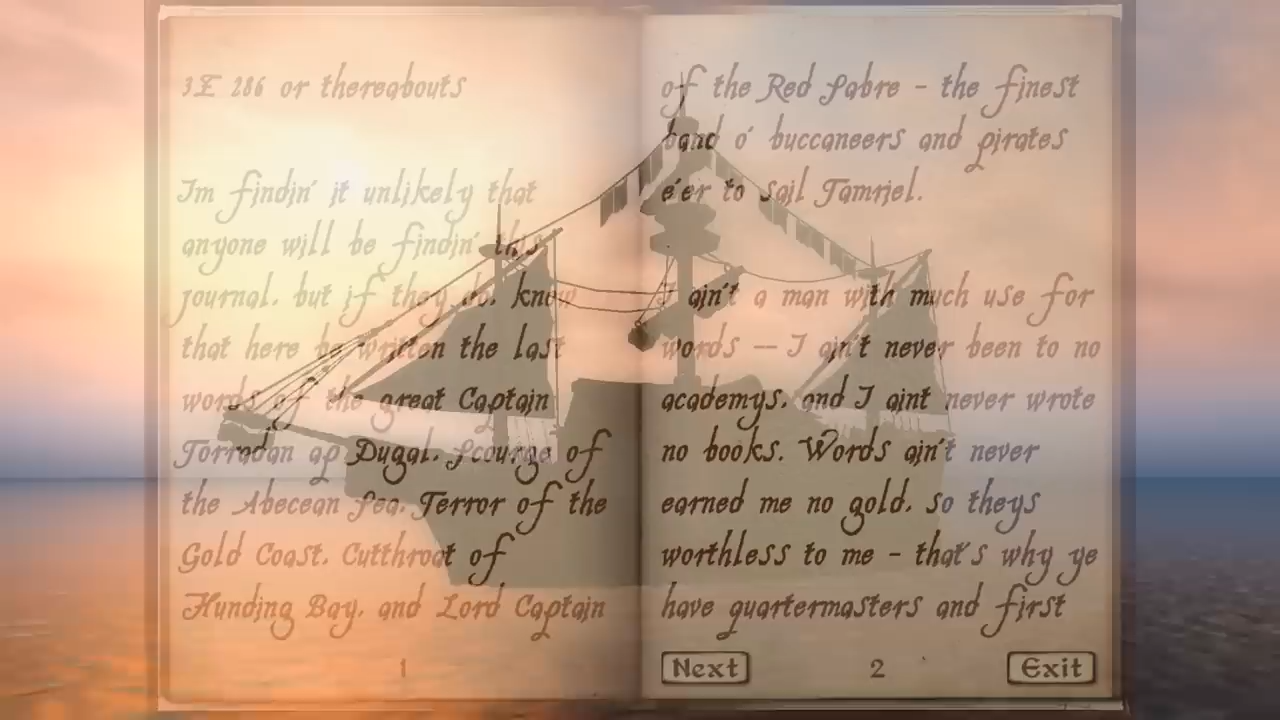 3E 286 or thereabouts
Im findin' it unlikely that
anyone will be findin' this
journal, but if they do, know
that here be written the last
words of the great Captain
Torradan ap Dugal, Scourge of
the Abecean Sea, Terror of the
Gold Coast, Cutthroat of
Hunding Bay, and Lord Captain
1
of the Red Sabre - the finest
band o' buccaneers and pirates
e'er to sail Tamriel.
I ain't a man with much use for
words -- I ain't never been to no
academys, and I aint never wrote
no books. Words ain't never
earned me no gold, so theys
worthless to me - that's why ye
have quartermasters and first
Next
2
Exit